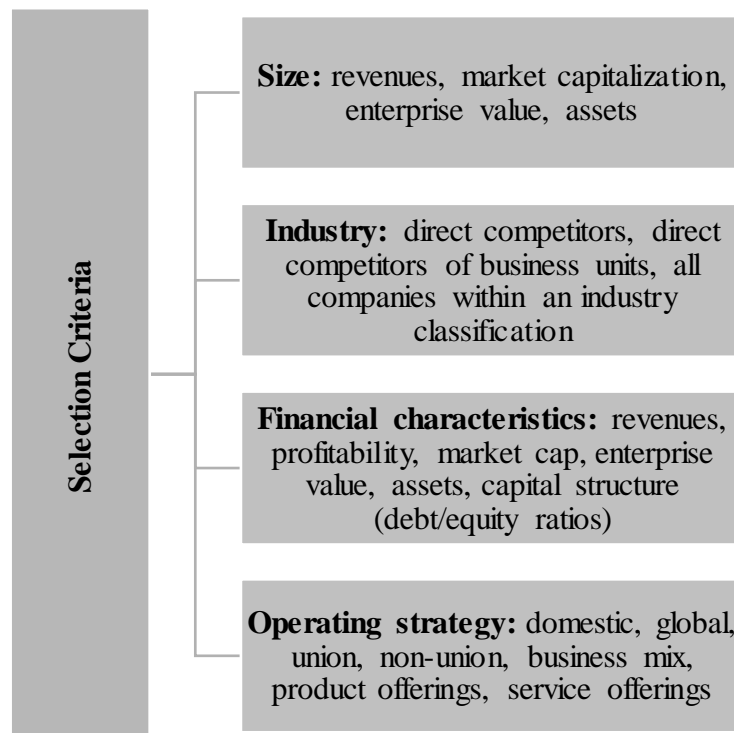 Selection Criteria
Size: revenues, market capitalization,
enterprise value, assets
Industry: direct competitors, direct
competitors of business units, all
companies within an industry
classification
Financial characteristics: revenues,
profitability, market cap, enterprise
value, assets, capital structure
(debt/equity ratios)
Operating strategy: domestic, global,
union, non-union, business mix,
product offerings, service offerings